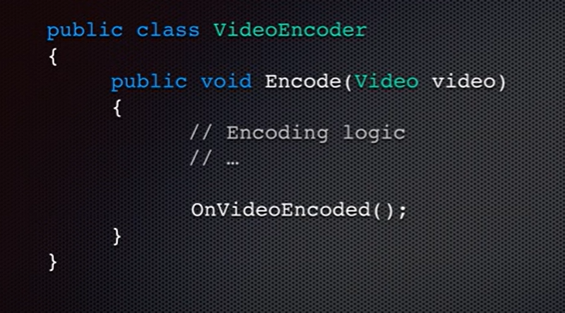 public class VideoEncoder
{
public void Encode(Video video)
{
// Encoding logic
// …
OnVideoEncoded();
}
}